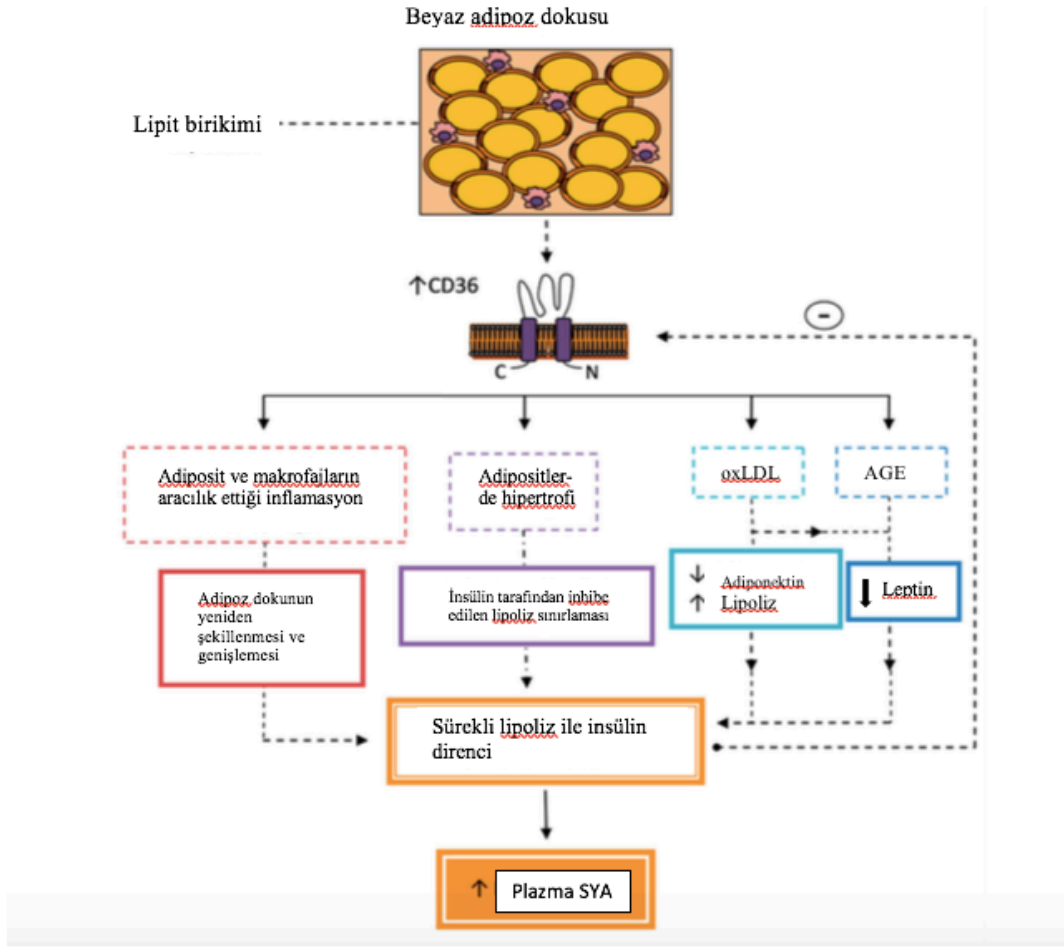 Beyaz adipoz dokusu
Lipit birikimi
↑CD36
-
C
N
Adiposit ve makrofajların
aracılık ettiği inflamasyon
Adipositler-
de hipertrofi
oxLDL
AGE
Adipoz dokunun
yeniden
şekillenmesi ve
genişlemesi
İnsülin tarafından inhibe
edilen lipoliz sınırlaması
↓ Adiponektin
↑ Lipoliz
↓ Leptin
Sürekli lipoliz ile insülin
direnci
↑ Plazma SYA